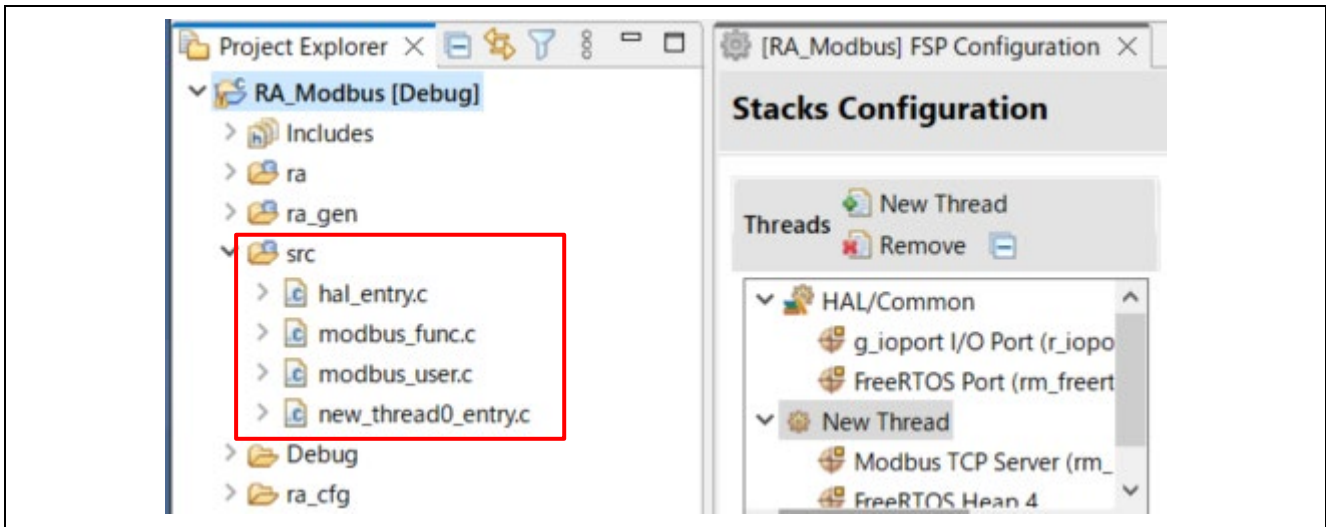 Project Explorer
RA_Modbus [Debug]
Includes
ra
ra_gen
src
hal_entry.c
modbus_func.c
modbus_user.c
new_thread0_entry.c
Debug
ra_cfg
[RA_Modbus] FSP Configuration
Stacks Configuration
Threads
New Thread
Remove
HAL/Common
g_ioport I/O Port (r_iopo
FreeRTOS Port (rm_freert
New Thread
Modbus TCP Server (rm_
FreeRTOS Heap 4